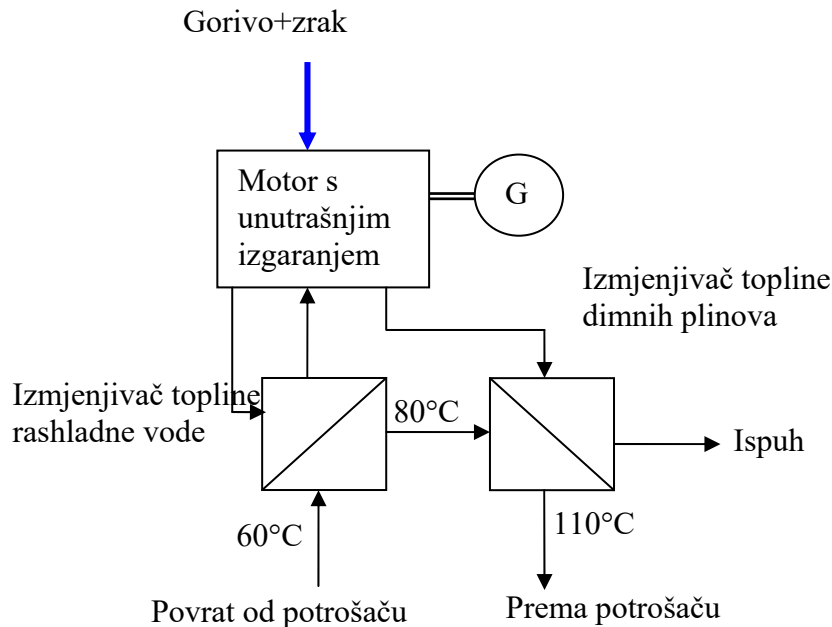 Gorivo+zrak
Motor s
unutrašnjim
izgaranjem
G
Izmjenjivač topline
dimnih plinova
Izmjenjivač topline
rashladne vode
80°C
Ispuh
60°C
110°C
Povrat od potrošaču
Prema potrošaču